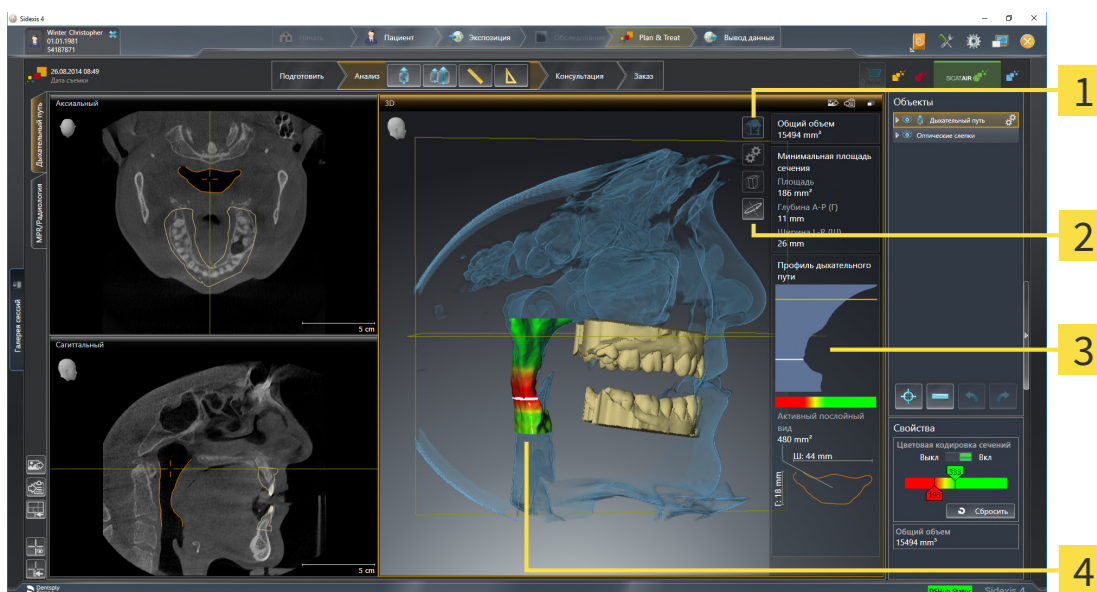 Sidexis 4
Winter Christopher
01.01.1981
54187871
Начать
Пациент
Экспозиция
Обследование
Plan & Treat
Вывод данных
26.08.2014 08:49
Дата съемки
Подготовить
Анализ
Консультация
Заказ
SICATAIR
Дыхательный путь
MPR/Радиология
Галерея сессий
Аксиальный
5 cm
Сагиттальный
5 cm
3D
Общий объем
15494 mm³
Минимальная площадь
сечения
Площадь
186 mm²
Глубина A-P (Г)
11 mm
Ширина L-R (Ш)
26 mm
Профиль дыхательного
пути
Активный послойный
вид
480 mm²
Ш: 44 mm
Г: 18 mm
Объекты
Дыхательный путь
Оптические слепки
Свойства
Цветовая кодировка сечений
Выкл
Вкл
333
Сбросить
Общий объем
15494 mm³
Dentsply
DSHub Status
Sidexis 4
1
2
3
4